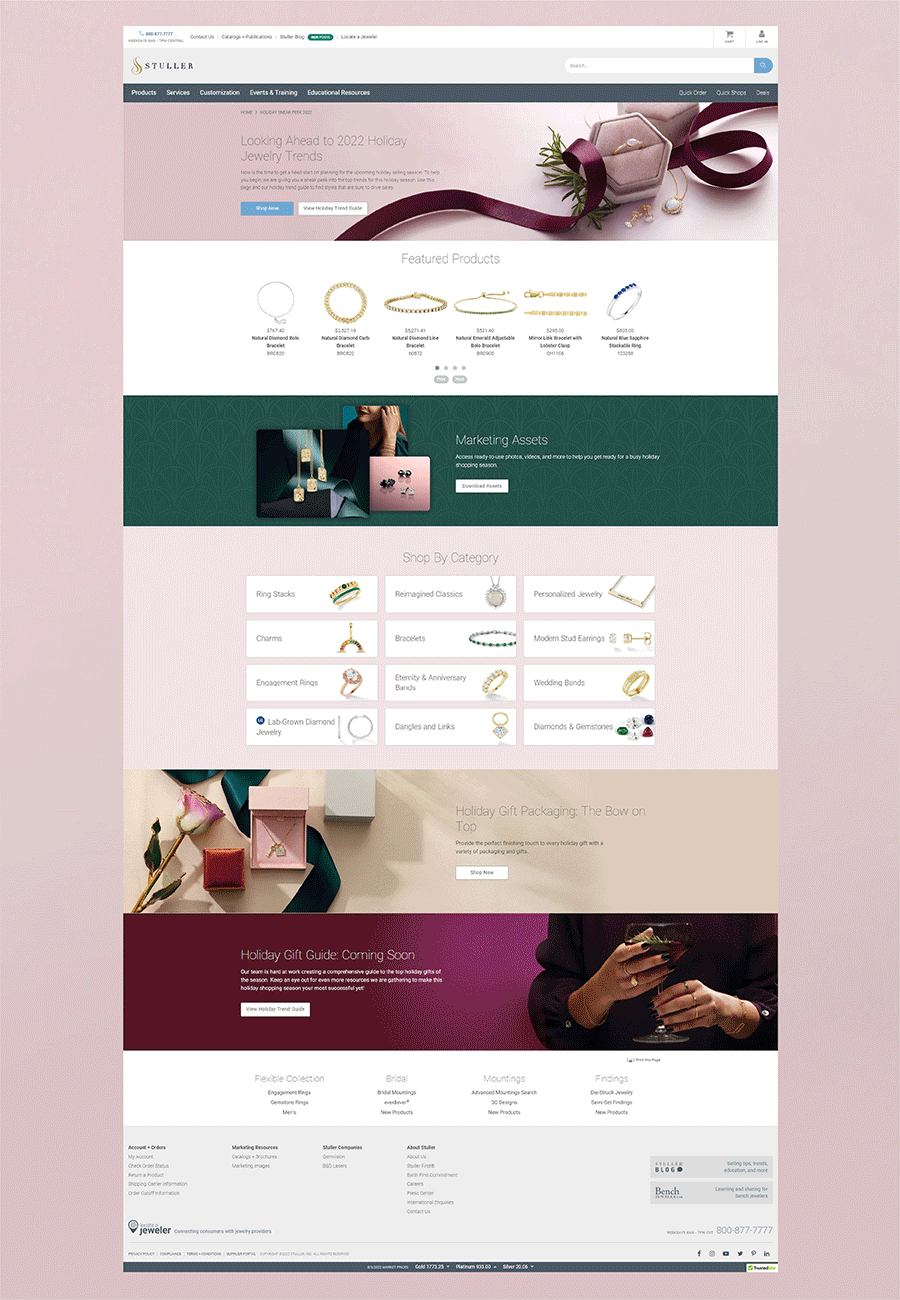 800-877-7777
WEEKDAYS 8AM - 7PM CENTRAL
Contact Us | Catalogs + Publications | Stuller Blog NEW POSTS | Locate a Jeweler
CART
LOG IN
STULLER
Search...
Products Services Customization Events & Training Educational Resources
Quick Order Quick Shops Deals
HOME > HOLIDAY SNEAK PEEK 2022
Looking Ahead to 2022 Holiday
Jewelry Trends
Now is the time to get a head start on planning for the upcoming holiday selling season. To help
you begin, we are giving you a sneak peek into the top trends for this holiday season. Use this
page and our holiday trend guide to find styles that are sure to drive sales.
Shop Now
View Holiday Trend Guide
Featured Products
$767.40
Natural Diamond Bolo
Bracelet
BRC820
$2,527.19
Natural Diamond Curb
Bracelet
BRC822
$5,271.41
Natural Diamond Line
Bracelet
60872
$521.40
Natural Emerald Adjustable
Bolo Bracelet
BRC900
$295.00
Mirror Link Bracelet with
Lobster Clasp
CH1106
$805.00
Natural Blue Sapphire
Stackable Ring
123288
Prev Next
Marketing Assets
Access ready-to-use photos, videos, and more to help you get ready for a busy holiday
shopping season.
Download Assets
Shop By Category
Ring Stacks
Reimagined Classics
Personalized Jewelry
Charms
Bracelets
Modern Stud Earrings
Engagement Rings
Eternity & Anniversary
Bands
Wedding Bands
Lab-Grown Diamond
Jewelry
Dangles and Links
Diamonds & Gemstones
Holiday Gift Packaging: The Bow on
Top
Provide the perfect finishing touch to every holiday gift with a
variety of packaging and gifts.
Shop Now
Holiday Gift Guide: Coming Soon
Our team is hard at work creating a comprehensive guide to the top holiday gifts of
the season. Keep an eye out for even more resources we are gathering to make this
holiday shopping season your most successful yet!
View Holiday Trend Guide
Print this Page
Flexible Collection
Engagement Rings
Gemstone Rings
Men's
Bridal
Bridal Mountings
ever&ever®
New Products
Mountings
Advanced Mountings Search
3C Designs
New Products
Findings
Die-Struck Jewelry
Semi-Set Findings
New Products
Account + Orders
My Account
Check Order Status
Return a Product
Shipping Carrier Information
Order Cutoff Information
Marketing Resources
Catalogs + Brochures
Marketing Images
Stuller Companies
Gemvision
B&D Lasers
About Stuller
About Us
Stuller First®
Earth First Commitment
Careers
Press Center
International Enquiries
Contact Us
STULLER
BLOG
Selling tips, trends,
education, and more
Bench
JEWELER.COM
Learning and sharing for
bench jewelers
locate a
jeweler
Connecting consumers with jewelry providers
WEEKDAYS 8AM - 7PM CST 800-877-7777
PRIVACY POLICY | COMPLIANCE | TERMS + CONDITIONS | SUPPLIER PORTAL COPYRIGHT ©2022 STULLER, INC. ALL RIGHTS RESERVED
MARKET PRICES Gold 1773.25 Platinum 933.00 Silver 20.06
TrustedSite